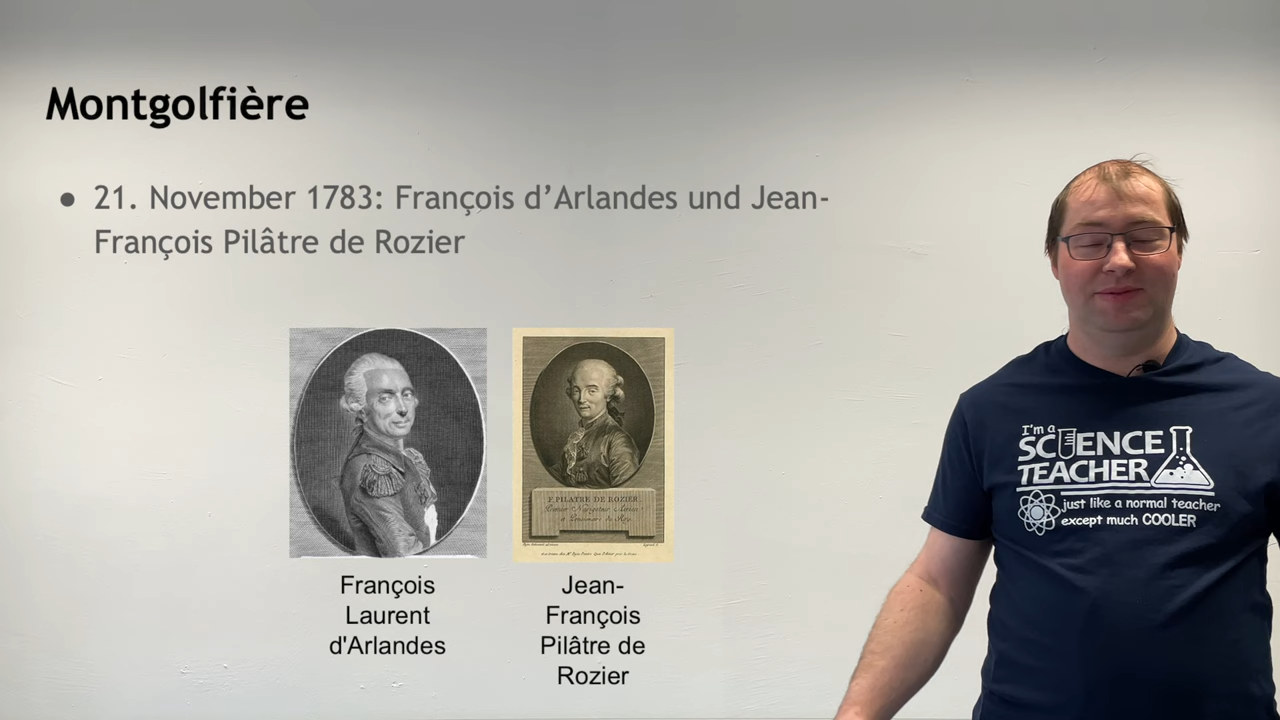 Montgolfière
● 21. November 1783: François d’Arlandes und Jean-
François Pilâtre de Rozier
F. PILATRE DE ROZIER
François
Laurent
d'Arlandes
Jean-
François
Pilâtre de
Rozier
I'm a
SCIENCE
TEACHER
just like a normal teacher
except much COOLER